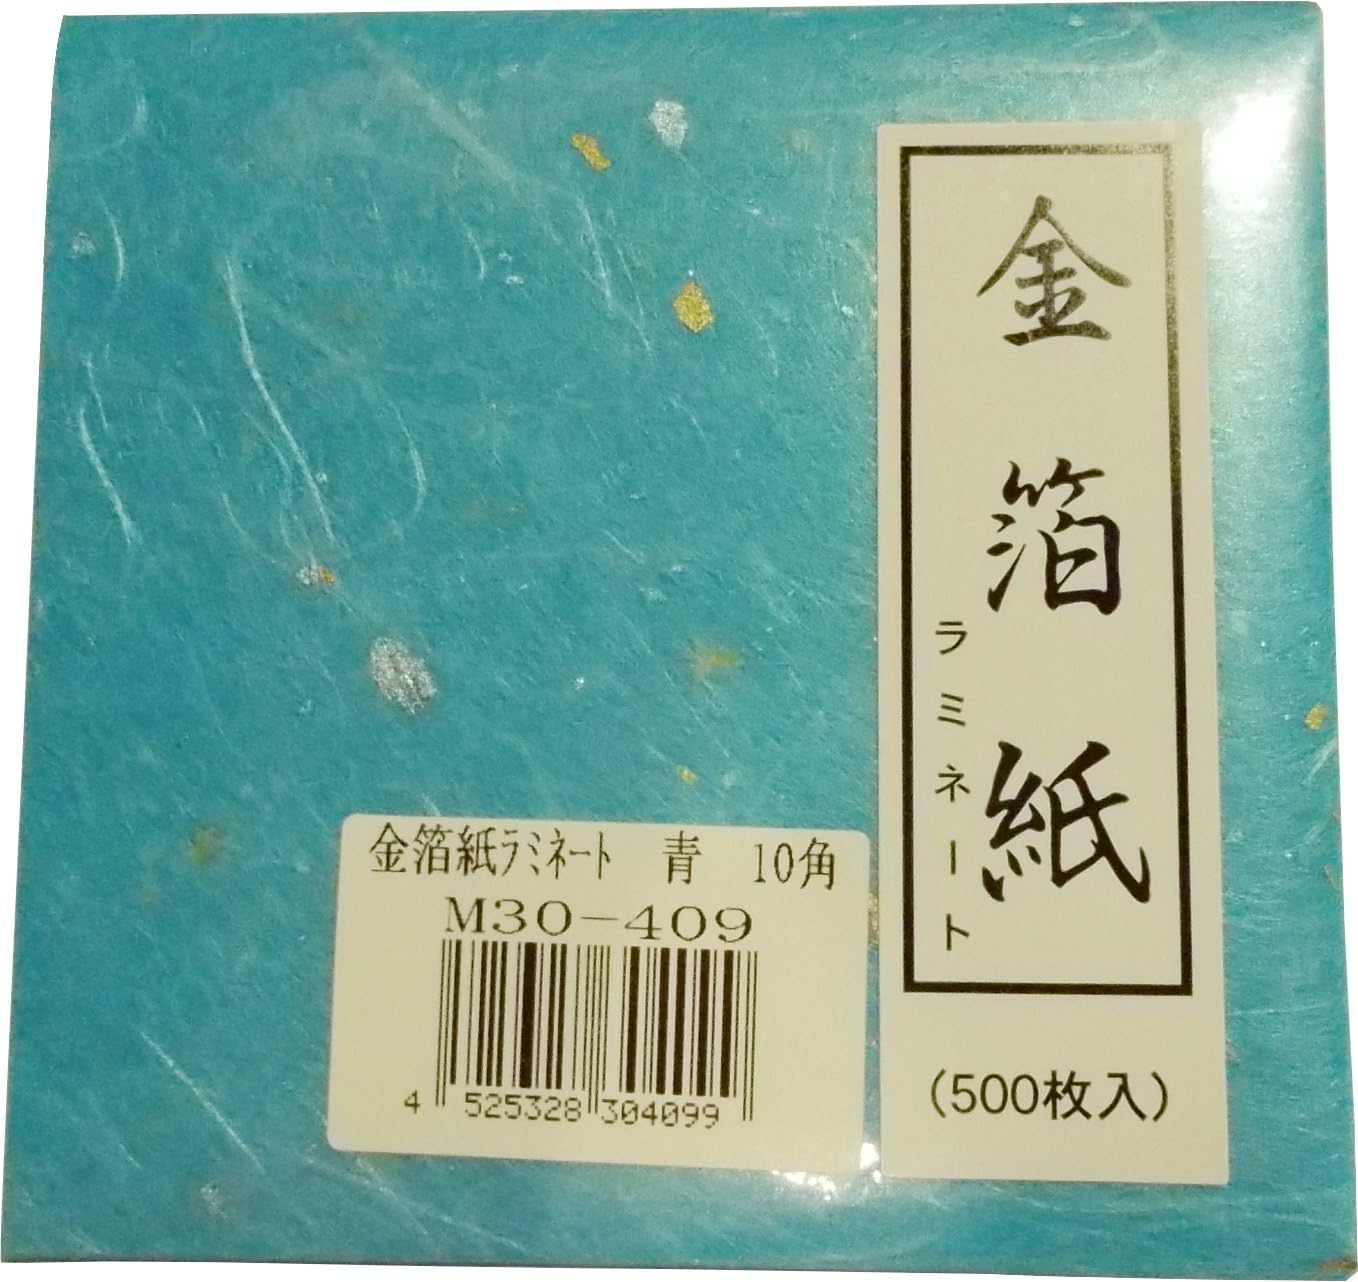 金箔紙
ラミネート
(500枚入)
金箔紙ﾗﾐﾈｰﾄ 青 10角
M30-409
4 525328 304099